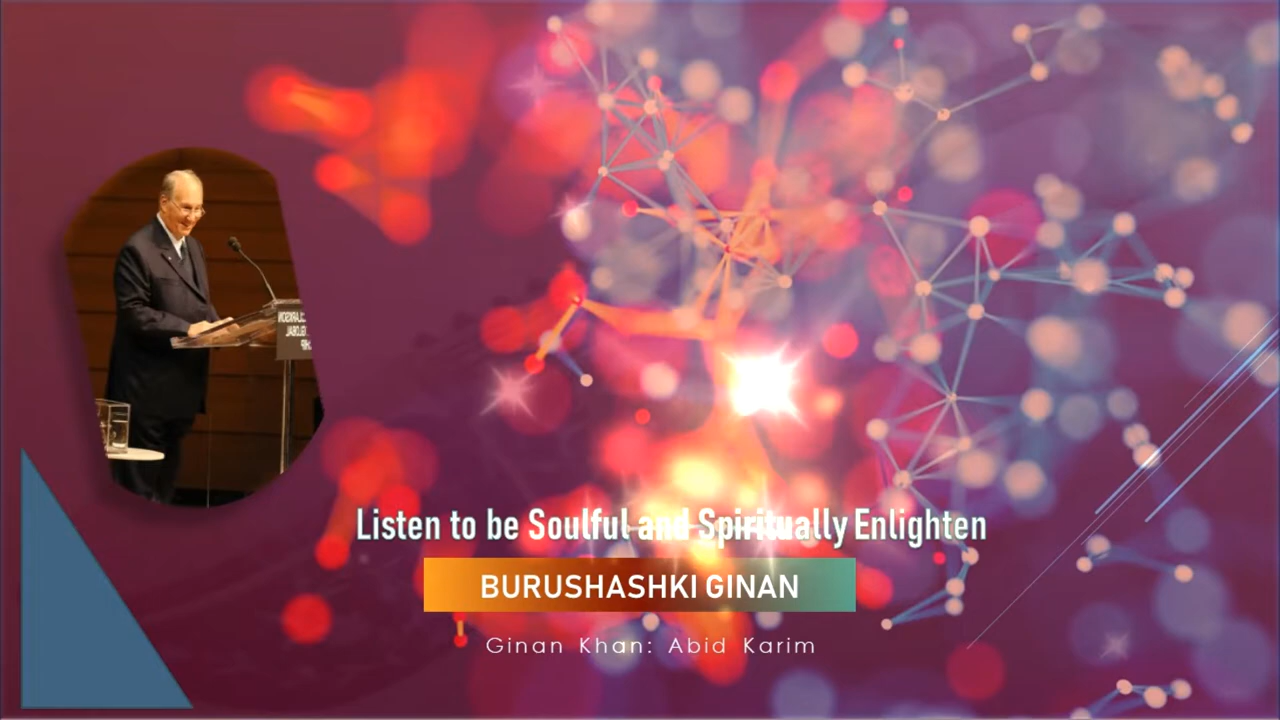 Listen to be Soulful and Spiritually Enlighten
BURUSHASHKI GINAN
Ginan Khan: Abid Karim